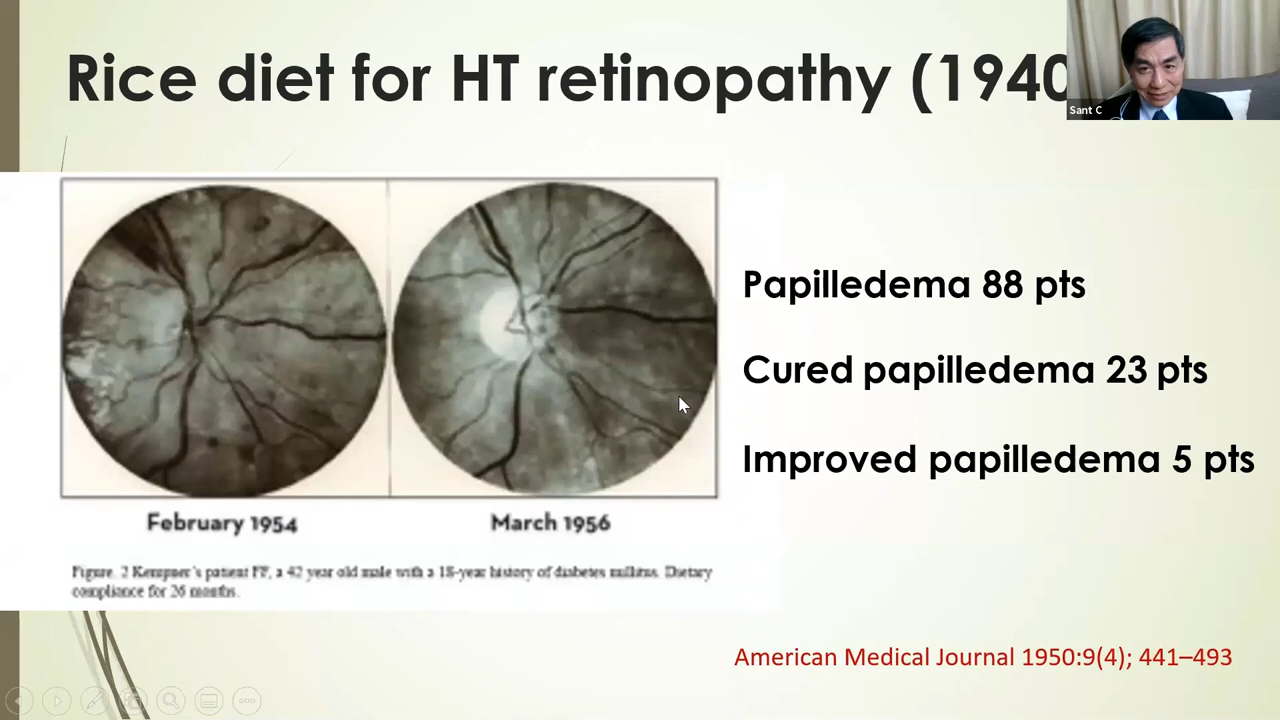 Rice diet for HT retinopathy (1940
Sant C
Papilledema 88 pts
Cured papilledema 23 pts
Improved papilledema 5 pts
February 1954
March 1956
Figure. 2 Kempner's patient FF, a 42 year old male with a 18-year history of diabetes millitus. Dietary
compliance for 26 months.
American Medical Journal 1950:9(4); 441–493